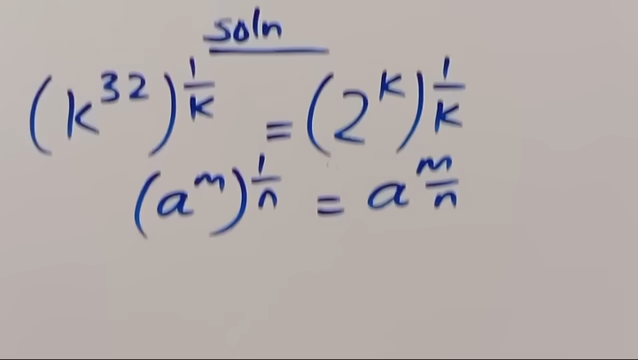 soln
(k^32)^(1/k) = (2^k)^(1/k)
(a^m)^(1/n) = a^(m/n)